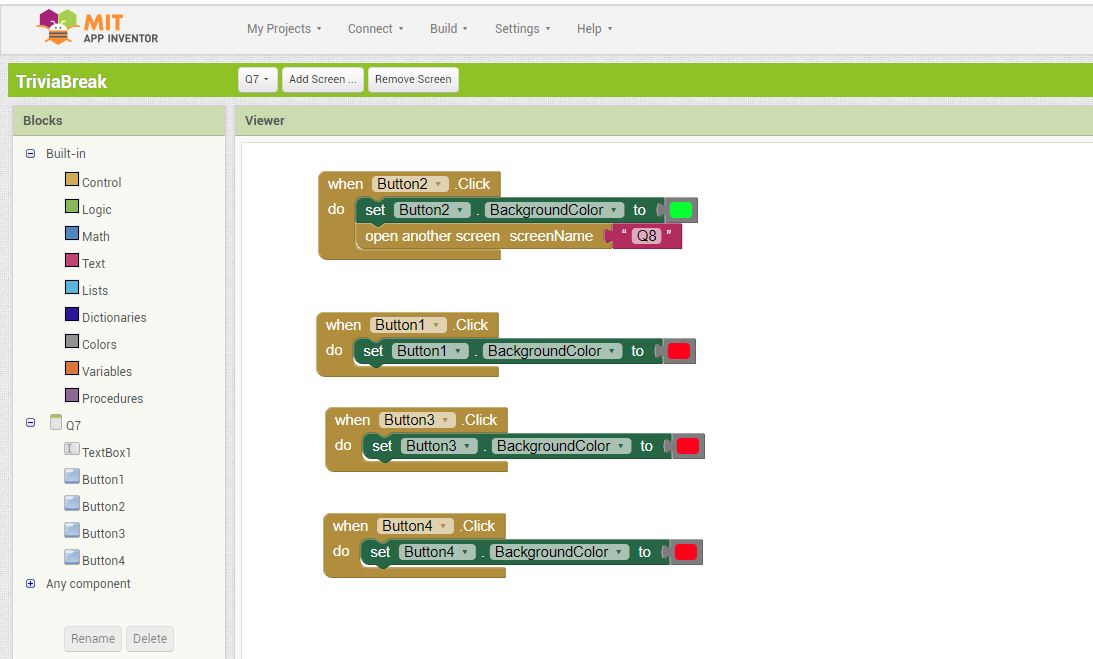 MIT
APP INVENTOR
My Projects Connect Build Settings Help
TriviaBreak
Q7 Add Screen ... Remove Screen
Blocks
Viewer
Built-in
Control
Logic
Math
Text
Lists
Dictionaries
Colors
Variables
Procedures
Q7
TextBox1
Button1
Button2
Button3
Button4
Any component
Rename Delete
when Button2 .Click
do set Button2 . BackgroundColor to
open another screen screenName " Q8 "
when Button1 .Click
do set Button1 . BackgroundColor to
when Button3 .Click
do set Button3 . BackgroundColor to
when Button4 .Click
do set Button4 . BackgroundColor to